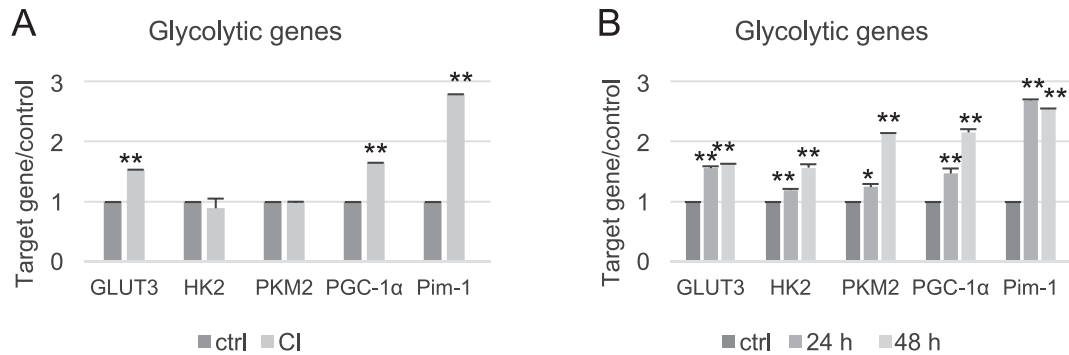 A
Glycolytic genes
Target gene/control
3
2
1
0
**
**
**
GLUT3 HK2 PKM2 PGC-1α Pim-1
ctrl CI
B
Glycolytic genes
Target gene/control
3
2
1
0
** **
** **
* **
** **
** **
GLUT3 HK2 PKM2 PGC-1α Pim-1
ctrl 24 h 48 h